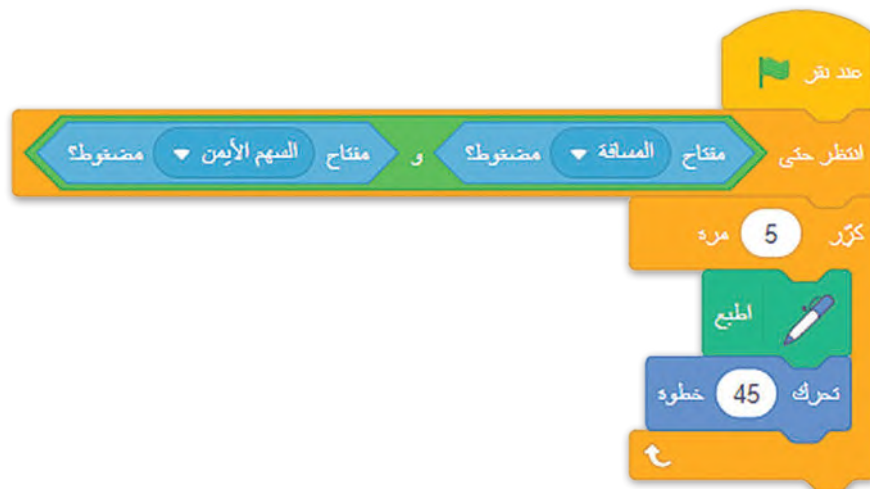 عند نقر
انتظر حتى مفتاح المسافة مضغوط؟ و مفتاح السهم الأيمن مضغوط؟
كرّر 5 مرة
اطبع
تحرك 45 خطوة